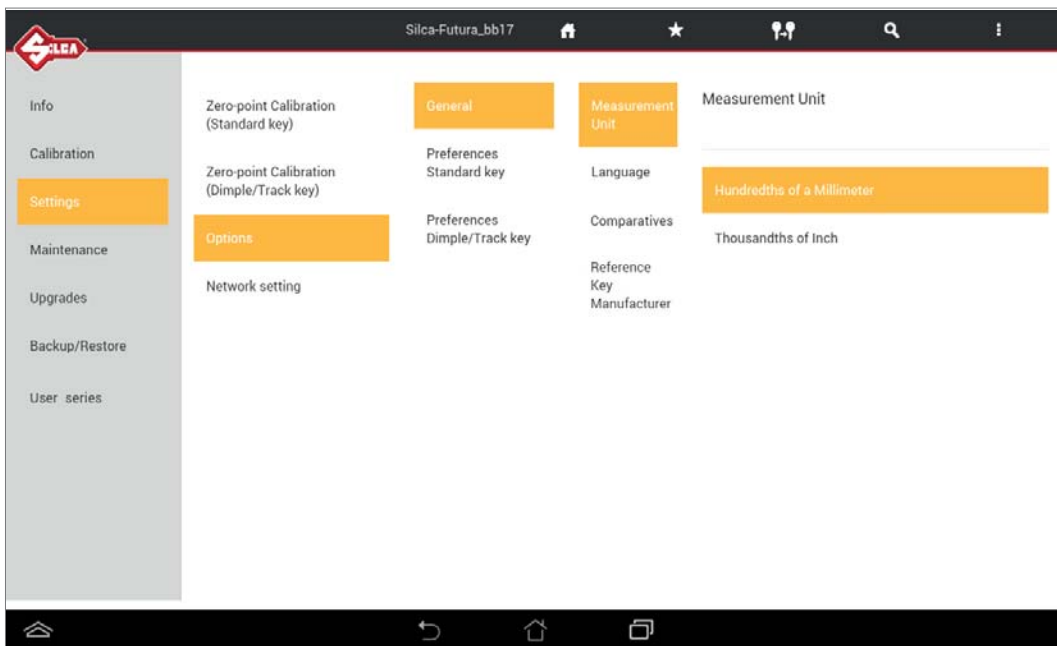 SILCA
Silca-Futura_bb17
Info
Calibration
Settings
Maintenance
Upgrades
Backup/Restore
User series
Zero-point Calibration
(Standard key)
Zero-point Calibration
(Dimple/Track key)
Options
Network setting
General
Preferences
Standard key
Preferences
Dimple/Track key
Measurement
Unit
Language
Comparatives
Reference
Key
Manufacturer
Measurement Unit
Hundredths of a Millimeter
Thousandths of Inch